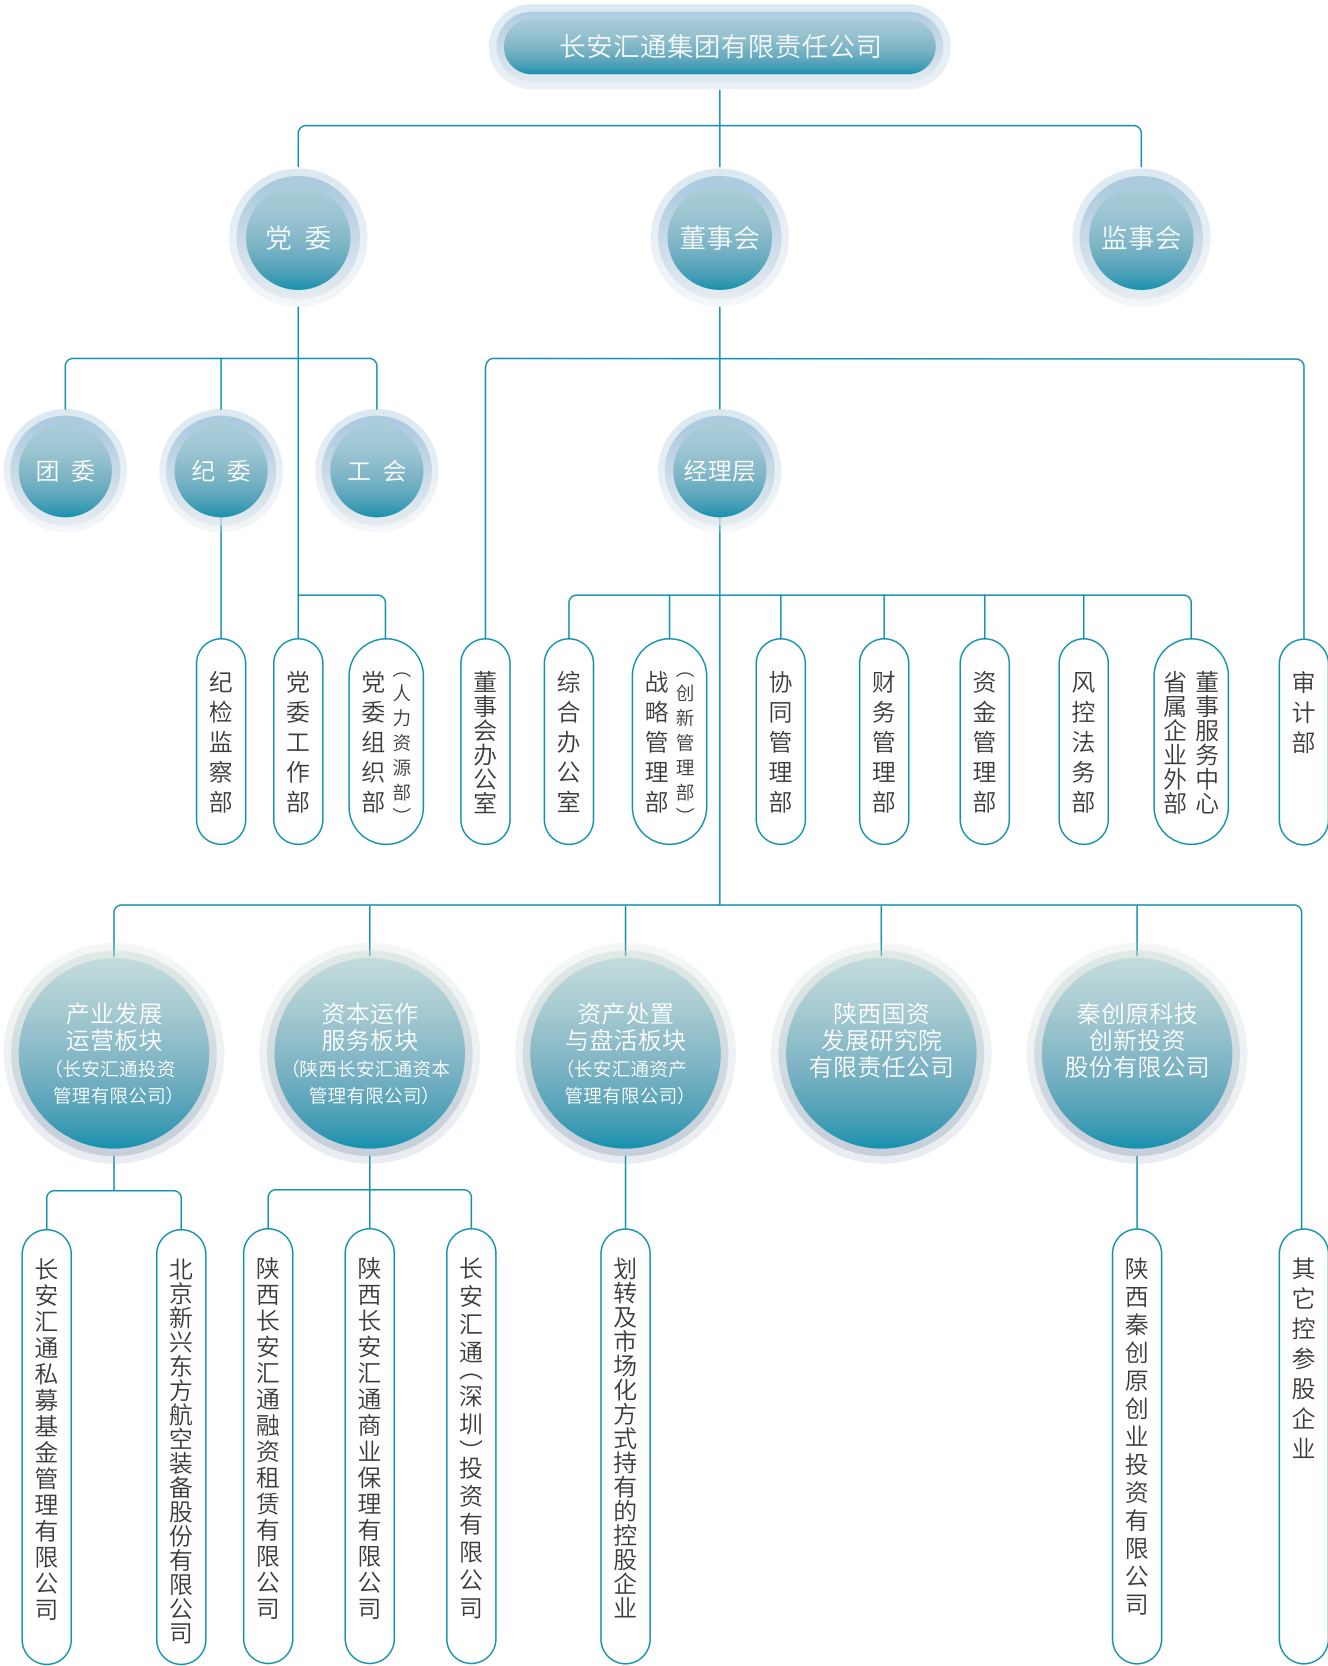 长安汇通集团有限责任公司
党 委
董事会
监事会
团 委
纪 委
工 会
经理层
纪检监察部
党委工作部
党委组织部
（人力资源部）
董事会办公室
综合办公室
战略管理部
（创新管理部）
协同管理部
财务管理部
资金管理部
风控法务部
省属企业外部
董事服务中心
审计部
产业发展
运营板块
（长安汇通投资
管理有限公司）
资本运作
服务板块
（陕西长安汇通资本
管理有限公司）
资产处置
与盘活板块
（长安汇通资产
管理有限公司）
陕西国资
发展研究院
有限责任公司
秦创原科技
创新投资
股份有限公司
长安汇通私募基金管理有限公司
北京新兴东方航空装备股份有限公司
陕西长安汇通融资租赁有限公司
陕西长安汇通商业保理有限公司
长安汇通（深圳）投资有限公司
划转及市场化方式持有的控股企业
陕西秦创原创业投资有限公司
其它控参股企业